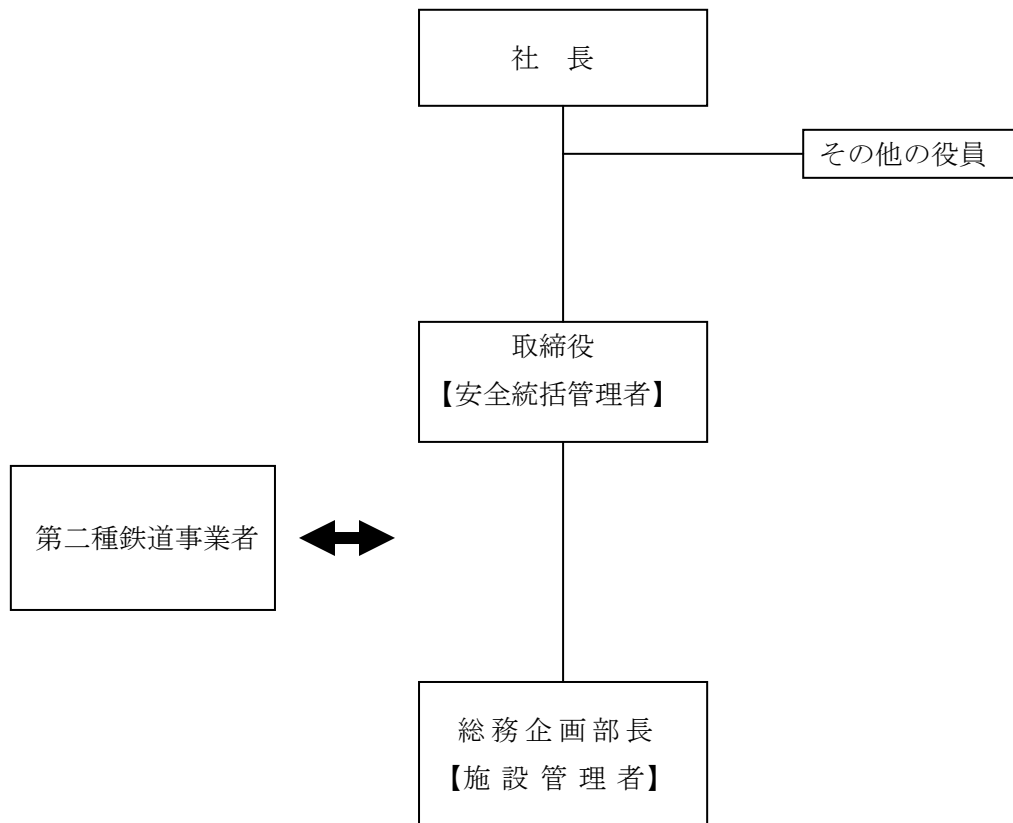 社 長
その他の役員
取締役
【安全統括管理者】
第二種鉄道事業者
総務企画部長
【施設管理者】